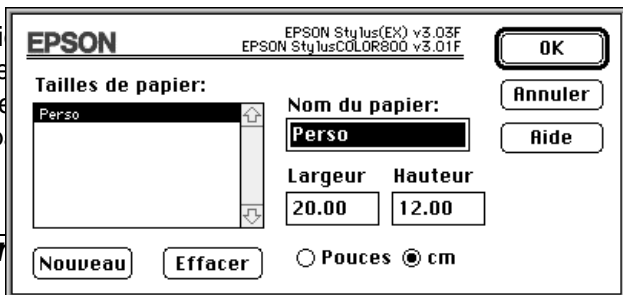 EPSON
EPSON Stylus(EX) v3.03F
EPSON StylusCOLOR800 v3.01F
OK
Tailles de papier:
Annuler
Perso
Nom du papier:
Perso
Aide
Largeur Hauteur
20.00 12.00
Nouveau Effacer Pouces cm